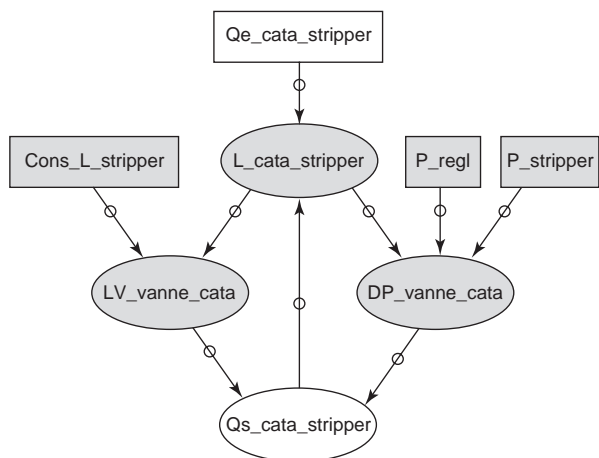 Qe_cata_stripper
Cons_L_stripper
L_cata_stripper
P_regl
P_stripper
LV_vanne_cata
DP_vanne_cata
Qs_cata_stripper